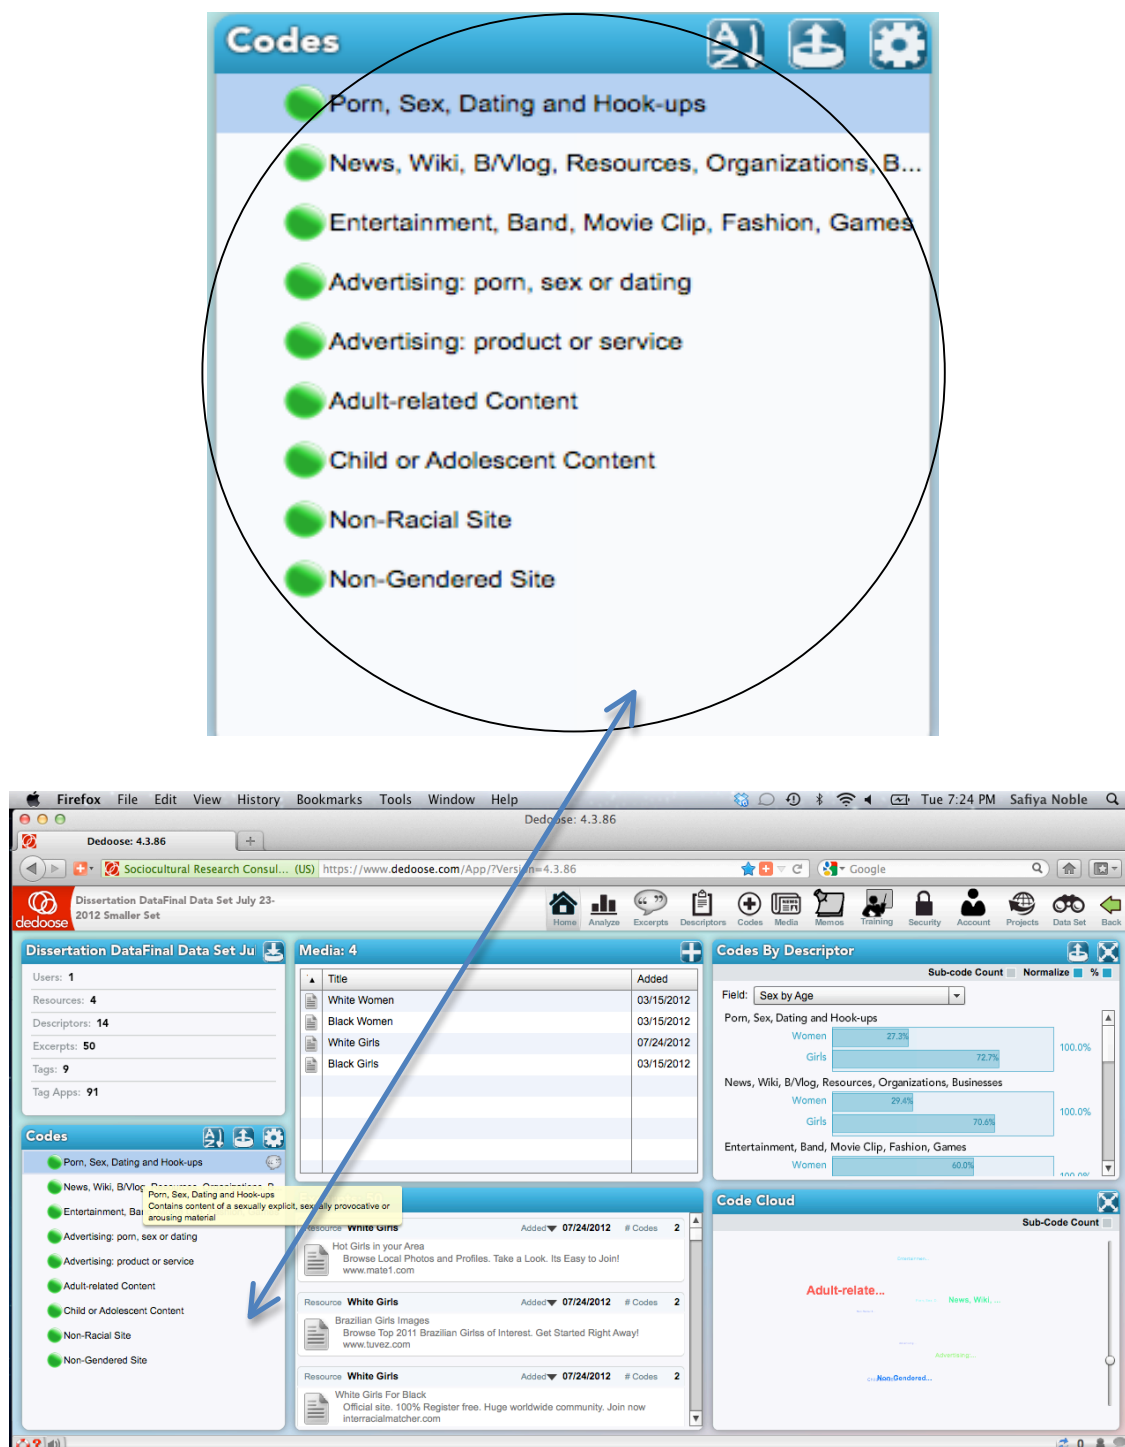 Codes
Porn, Sex, Dating and Hook-ups
News, Wiki, B/Vlog, Resources, Organizations, B...
Entertainment, Band, Movie Clip, Fashion, Games
Advertising: porn, sex or dating
Advertising: product or service
Adult-related Content
Child or Adolescent Content
Non-Racial Site
Non-Gendered Site
Firefox File Edit View History Bookmarks Tools Window Help Tue 7:24 PM Safiya Noble
Dedoose: 4.3.86
Dedoose: 4.3.86
Sociocultural Research Consul... (US) https://www.dedoose.com/App/?Version=4.3.86 Google
dedoose
Dissertation DataFinal Data Set July 23-
2012 Smaller Set
Home Analyze Excerpts Descriptors Codes Media Memos Training Security Account Projects Data Set Back
Dissertation DataFinal Data Set Ju
Users: 1
Resources: 4
Descriptors: 14
Excerpts: 50
Tags: 9
Tag Apps: 91
Media: 4
Title Added
White Women 03/15/2012
Black Women 03/15/2012
White Girls 07/24/2012
Black Girls 03/15/2012
Codes By Descriptor
Sub-code Count Normalize %
Field: Sex by Age
Porn, Sex, Dating and Hook-ups
Women 27.3%
Girls 72.7%
100.0%
News, Wiki, B/Vlog, Resources, Organizations, Businesses
Women 29.4%
Girls 70.6%
100.0%
Entertainment, Band, Movie Clip, Fashion, Games
Women 60.0%
100.0%
Codes
Porn, Sex, Dating and Hook-ups
News, Wiki, B/Vlog, Resources, Organizations, B
Entertainment, Ba
Advertising: porn, sex or dating
Advertising: product or service
Adult-related Content
Child or Adolescent Content
Non-Racial Site
Non-Gendered Site
Porn, Sex, Dating and Hook-ups
Contains content of a sexually explicit, sexually provocative or
arousing material
Resource White Girls Added 07/24/2012 # Codes 2
Hot Girls in your Area
Browse Local Photos and Profiles. Take a Look. Its Easy to Join!
www.mate1.com
Resource White Girls Added 07/24/2012 # Codes 2
Brazilian Girls Images
Browse Top 2011 Brazilian Girlss of Interest. Get Started Right Away!
www.tuvez.com
Resource White Girls Added 07/24/2012 # Codes 2
White Girls For Black
Official site. 100% Register free. Huge worldwide community. Join now
interracialmatcher.com
Code Cloud
Sub-Code Count
Adult-relate...
News, Wiki, ...
Advertising...
Non-Gendered...
0